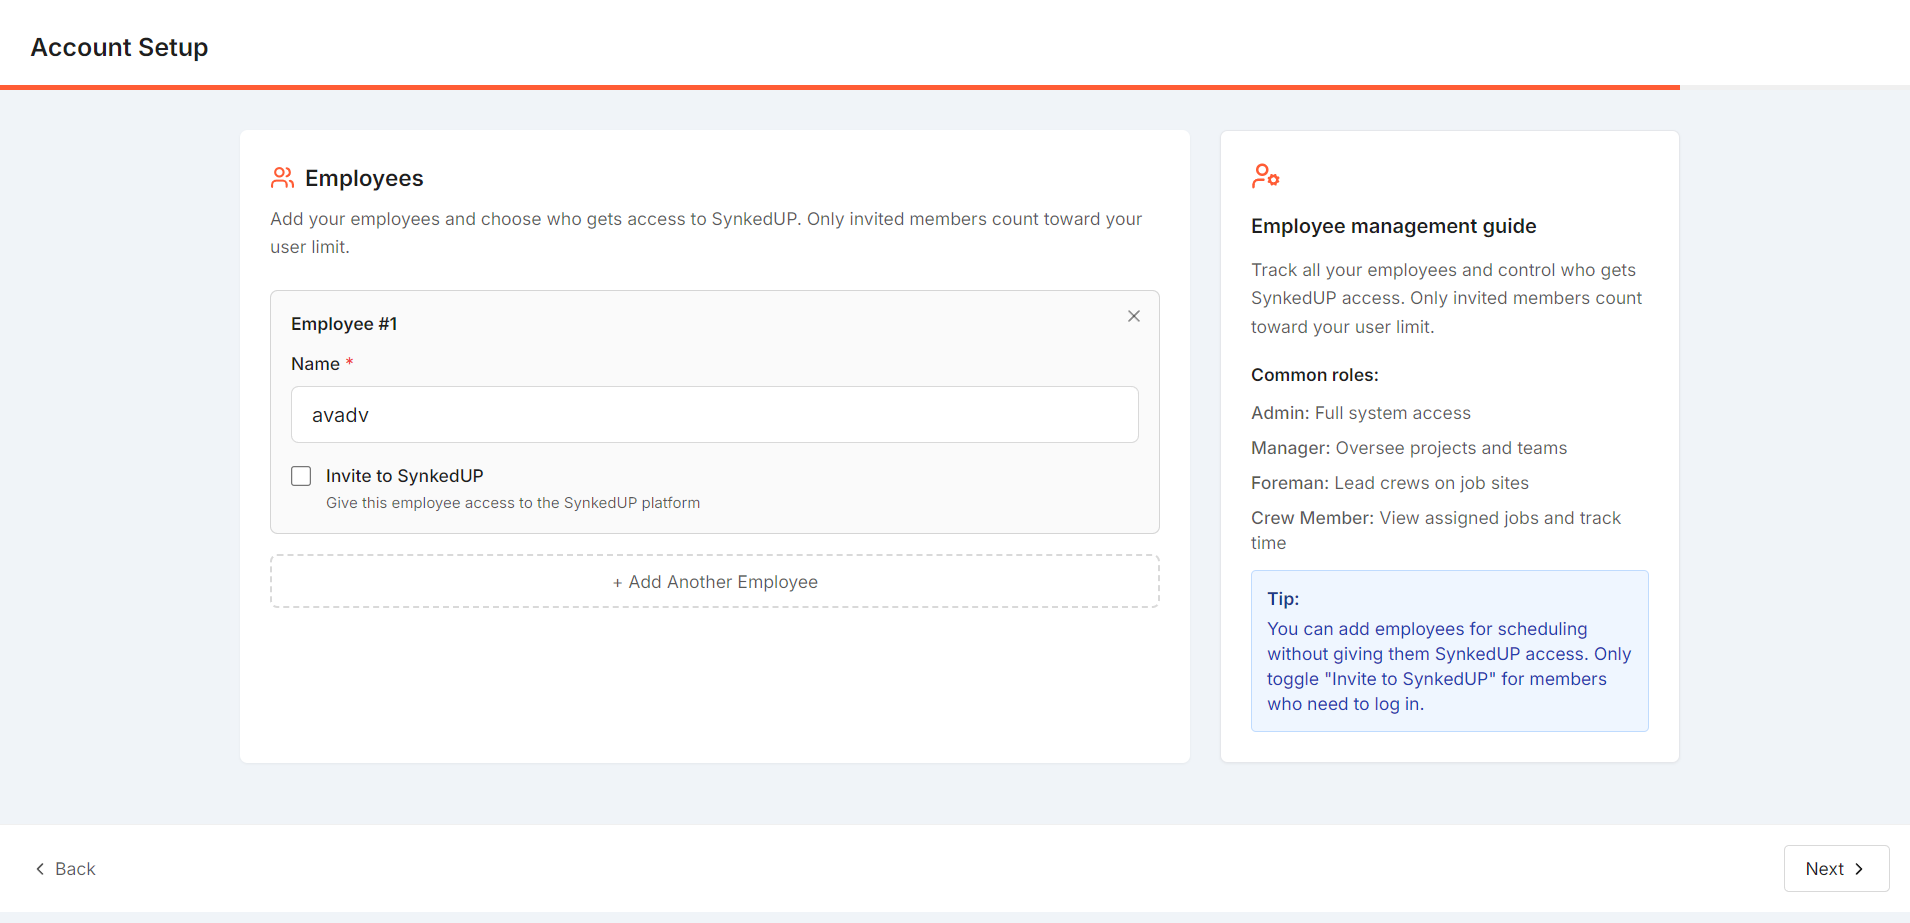 Account Setup
Employees
Add your employees and choose who gets access to SynkedUP. Only invited members count toward your
user limit.
Employee #1
Name *
avadv
Invite to SynkedUP
Give this employee access to the SynkedUP platform
+ Add Another Employee
Employee management guide
Track all your employees and control who gets
SynkedUP access. Only invited members count
toward your user limit.
Common roles:
Admin: Full system access
Manager: Oversee projects and teams
Foreman: Lead crews on job sites
Crew Member: View assigned jobs and track
time
Tip:
You can add employees for scheduling
without giving them SynkedUP access. Only
toggle "Invite to SynkedUP" for members
who need to log in.
Back
Next